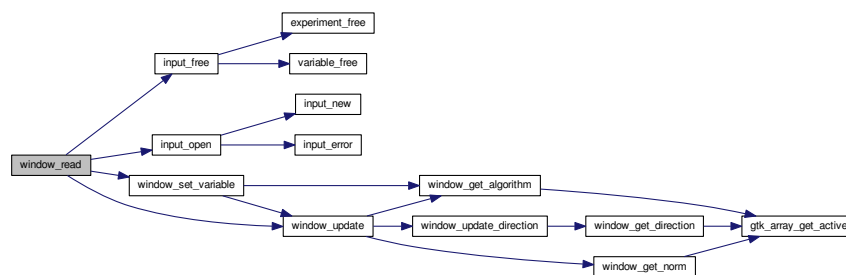 experiment_free
input_free
variable_free
input_new
input_open
input_error
window_read
window_set_variable
window_get_algorithm
window_update
window_update_direction
window_get_direction
gtk_array_get_active
window_get_norm